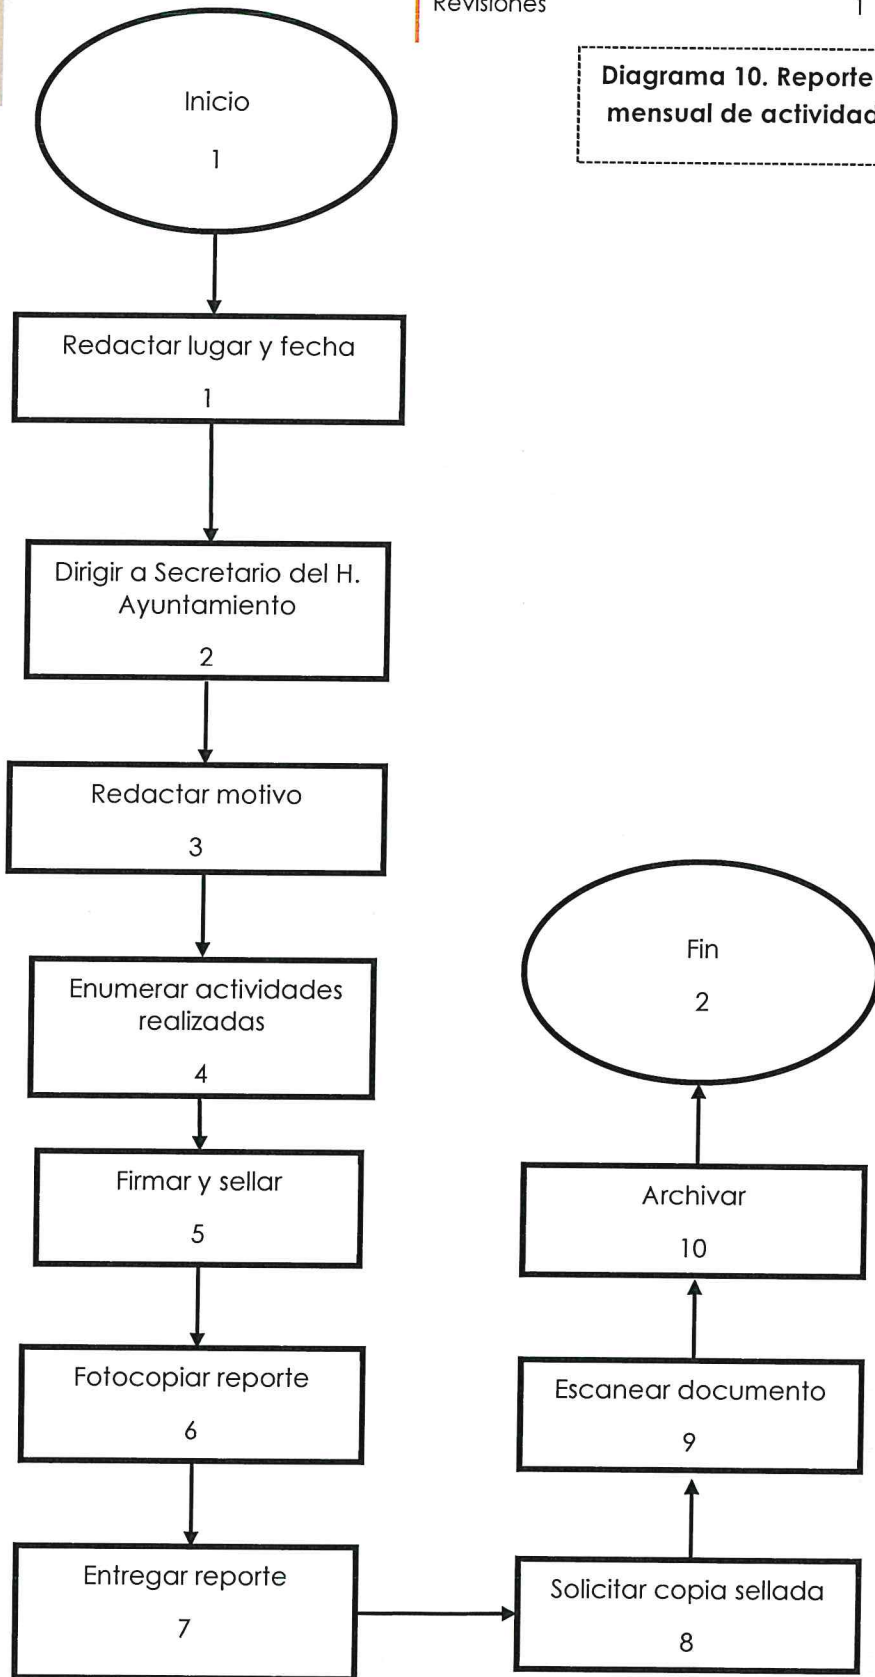 Revisiones 1
Diagrama 10. Reporte
mensual de actividad
Inicio
1
Redactar lugar y fecha
1
Dirigir a Secretario del H.
Ayuntamiento
2
Redactar motivo
3
Enumerar actividades
realizadas
4
Firmar y sellar
5
Fotocopiar reporte
6
Entregar reporte
7
Solicitar copia sellada
8
Escanear documento
9
Archivar
10
Fin
2